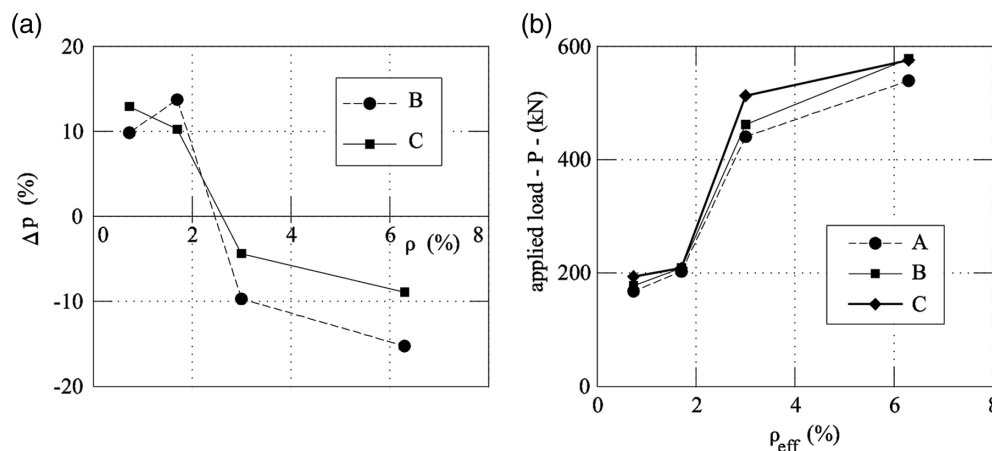 (a)
20
10
0
-10
-20
Δp (%)
0 2 4 6 8
ρ (%)
B
C
(b)
600
400
200
0
applied load - P - (kN)
0 2 4 6 8
ρeff (%)
A
B
C